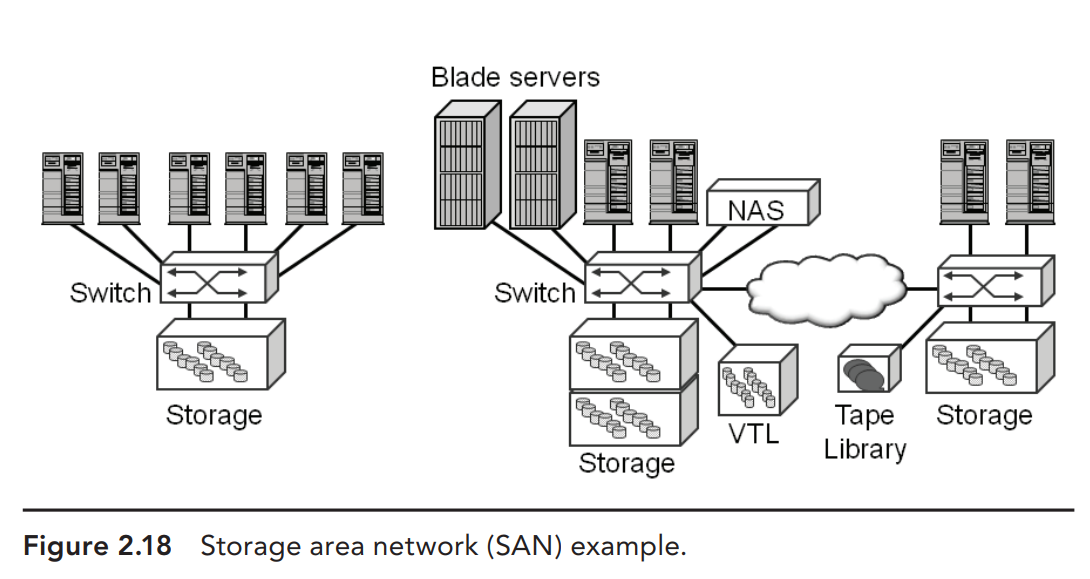 Blade servers
NAS
Switch
Switch
Storage
VTL
Tape
Library
Storage
Storage
Figure 2.18 Storage area network (SAN) example.